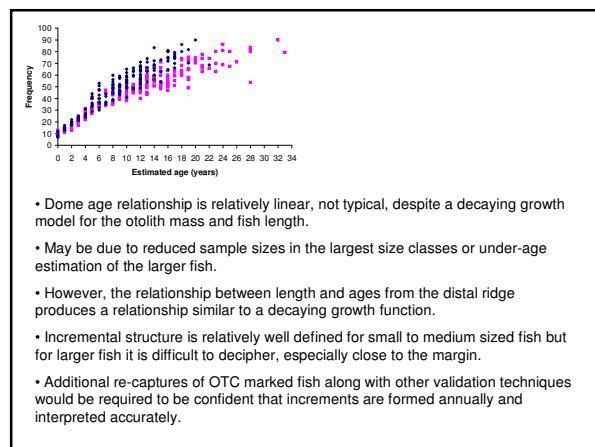 100
90
80
70
60
50
40
30
20
10
0
Frequency
0 2 4 6 8 10 12 14 16 18 20 22 24 26 28 30 32 34
Estimated age (years)
• Dome age relationship is relatively linear, not typical, despite a decaying growth
model for the otolith mass and fish length.
• May be due to reduced sample sizes in the largest size classes or under-age
estimation of the larger fish.
• However, the relationship between length and ages from the distal ridge
produces a relationship similar to a decaying growth function.
• Incremental structure is relatively well defined for small to medium sized fish but
for larger fish it is difficult to decipher, especially close to the margin.
• Additional re-captures of OTC marked fish along with other validation techniques
would be required to be confident that increments are formed annually and
interpreted accurately.